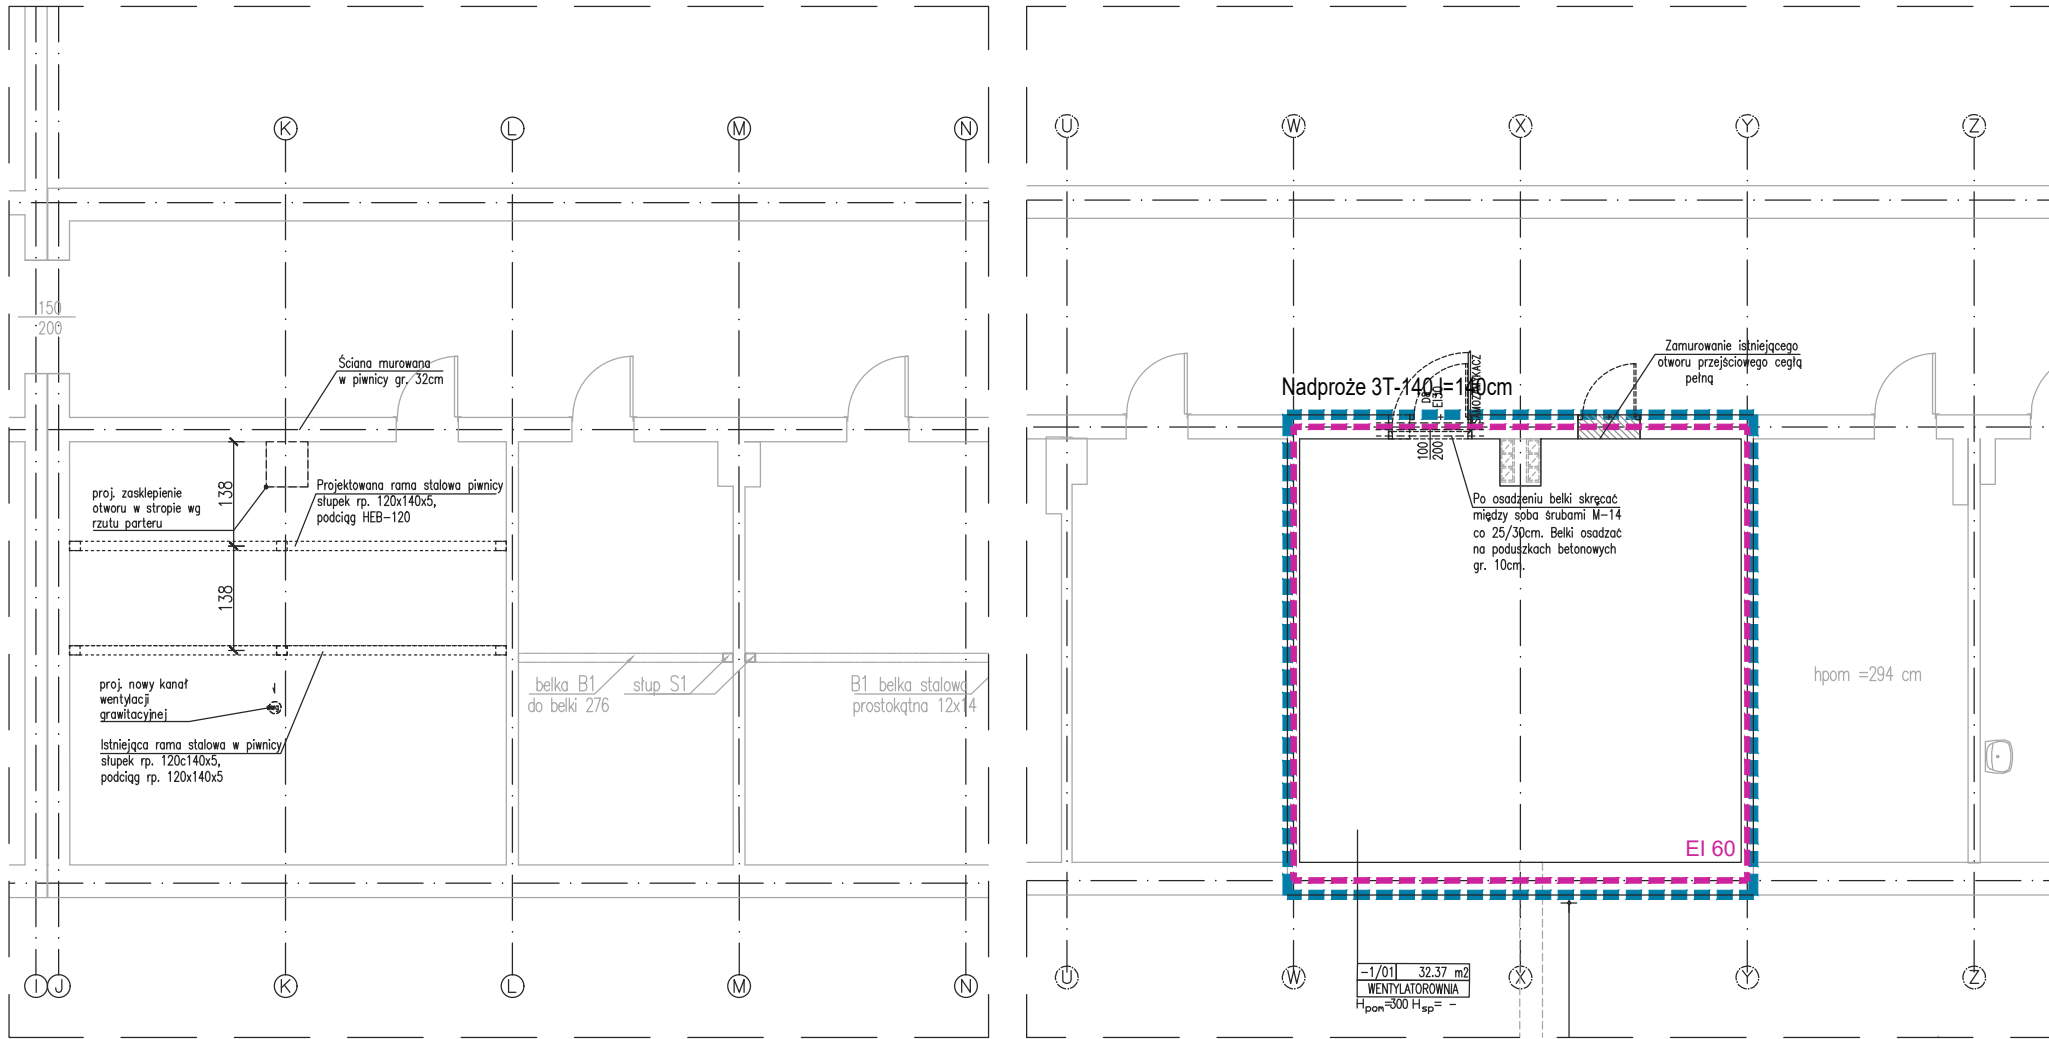 K
L
M
N
150
200
Ściana murowana
w piwnicy gr. 32cm
138
proj. zasklepienie
otworu w stropie wg
rzutu parteru
Projektowana rama stalowa piwnicy
słupek rp. 120x140x5,
podciąg HEB-120
138
proj. nowy kanał
wentylacji
grawitacyjnej
Istniejąca rama stalowa w piwnicy
słupek rp. 120c140x5,
podciąg rp. 120x140x5
belka B1
do belki 276
słup S1
B1 belka stalowa
prostokątna 12x14
I
J
K
L
M
N
U
W
X
Y
Z
Nadproże 3T-140 l=140cm
EI30
100
200
Zamurowanie istniejącego
otworu przejściowego cegłą
pełną
Po osadzeniu belki skręcać
między soba śrubami M-14
co 25/30cm. Belki osadzać
na poduszkach betonowych
gr. 10cm.
hpom =294 cm
EI 60
-1/01 32.37 m2
WENTYLATOROWNIA
Hpom=300 Hsp= -
U
W
X
Y
Z